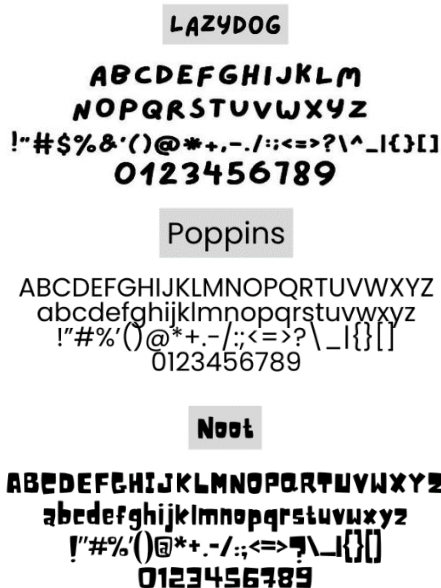 LAZYDOG
ABCDEFGHIJKLM
NOPQRSTUVWXYZ
!"#$%&'()@*+,-./:;<=>?\^_|{}[]
0123456789
Poppins
ABCDEFGHIJKLMNOPQRTUVWXYZ
abcdefghijklmnopqrstuvwxyz
!"#%'()@*+.-/:;<=>?\_|{}[]
0123456789
Noot
ABCDEFGHIJKLMNOPQRTUVWXYZ
abcdefghijklmnopqrstuvwxyz
!"#%'()@*+.-/:;<=>?\_|{}[]
0123456789